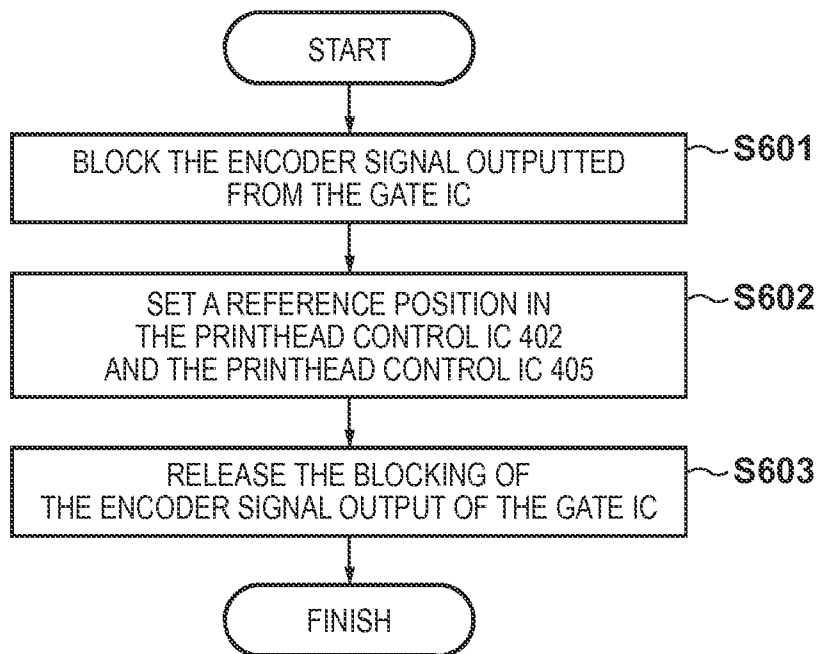 START
BLOCK THE ENCODER SIGNAL OUTPUTTED
FROM THE GATE IC
S601
SET A REFERENCE POSITION IN
THE PRINTHEAD CONTROL IC 402
AND THE PRINTHEAD CONTROL IC 405
S602
RELEASE THE BLOCKING OF
THE ENCODER SIGNAL OUTPUT OF THE GATE IC
S603
FINISH